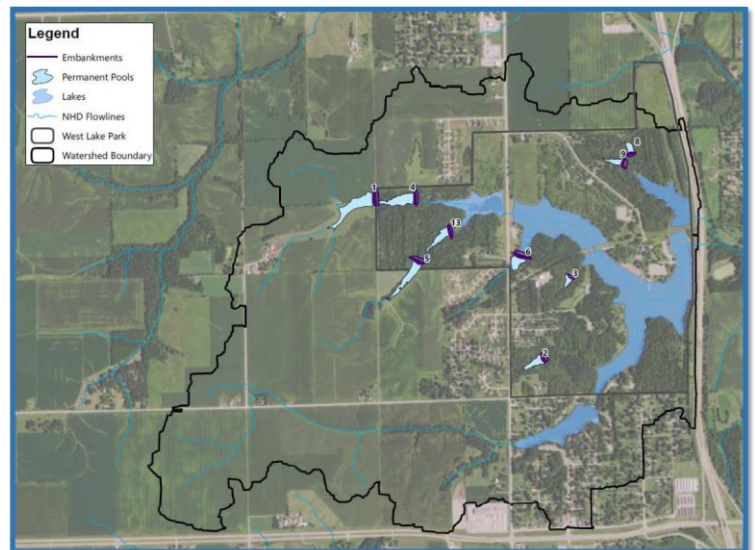 Legend
Embankments
Permanent Pools
Lakes
NHD Flowlines
West Lake Park
Watershed Boundary
8
9
1
4
13
6
5
3
2